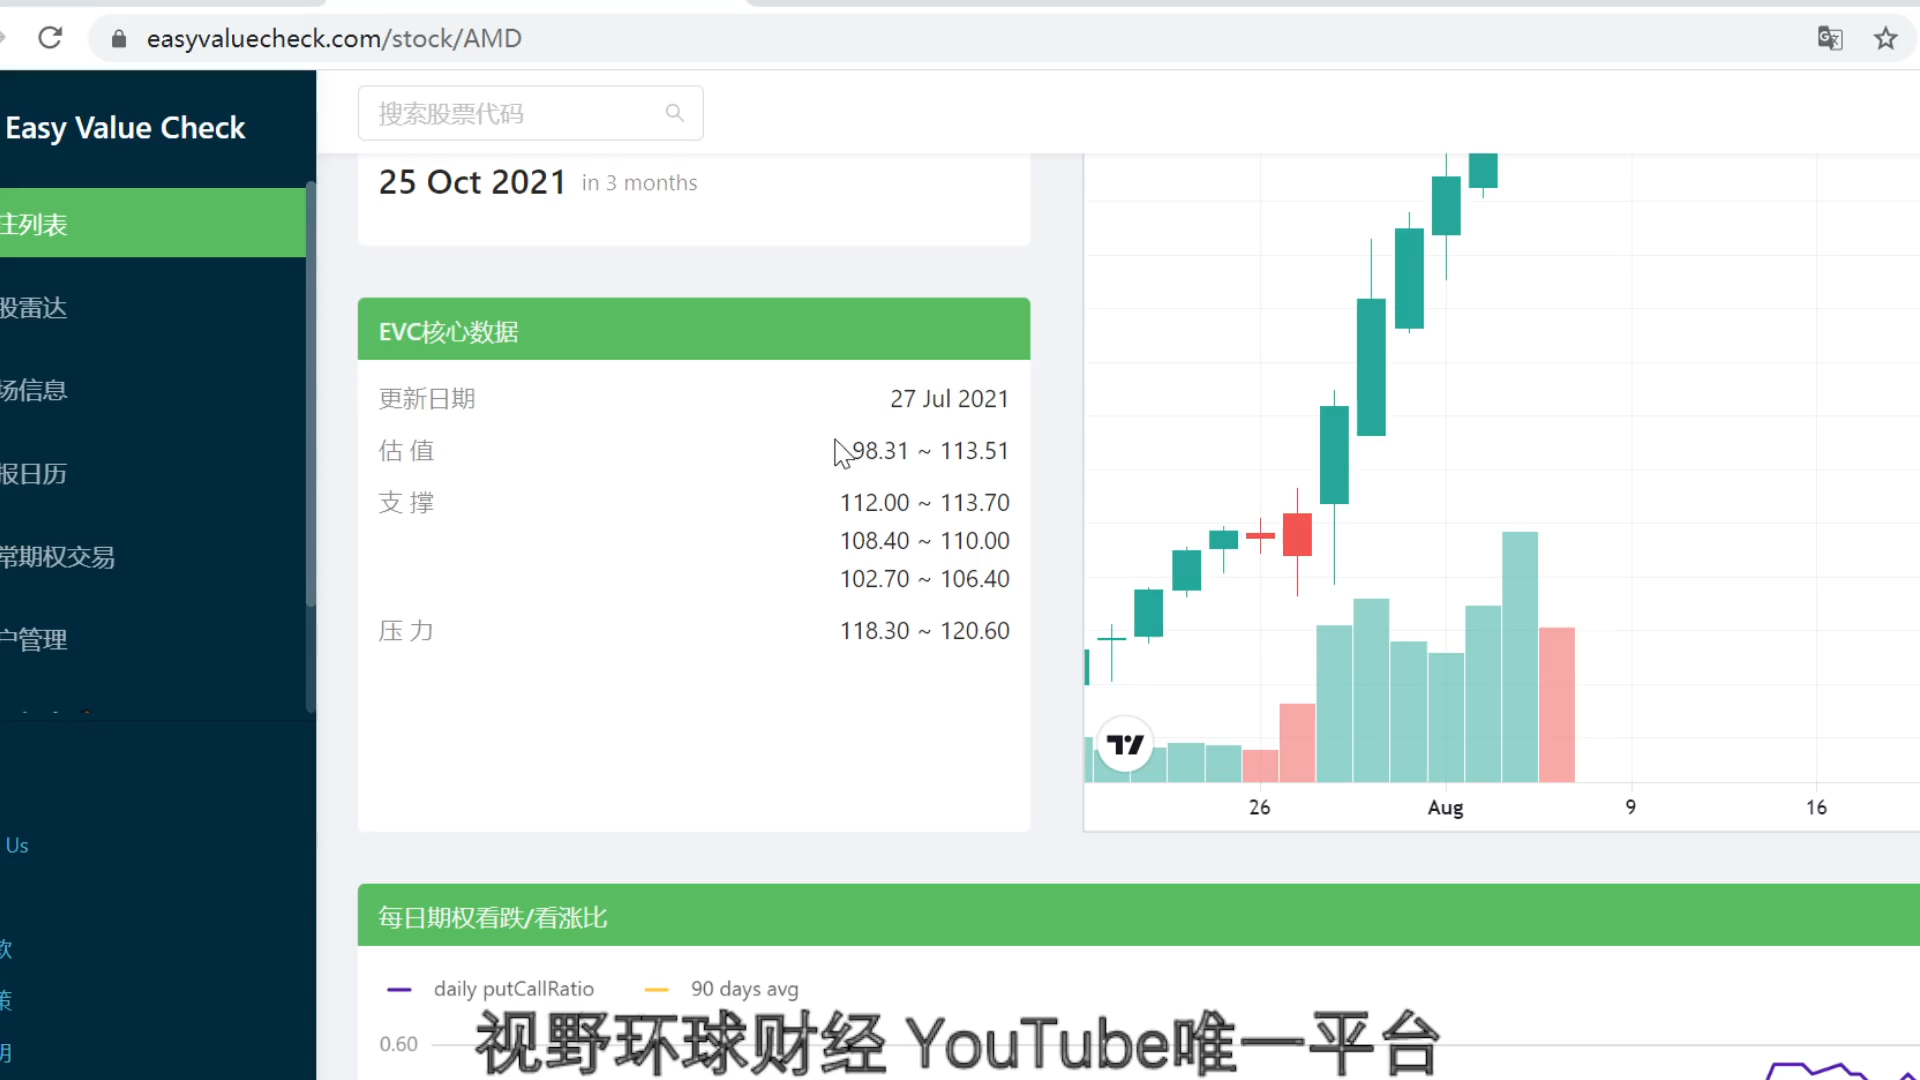 easyvaluecheck.com/stock/AMD
Easy Value Check
搜索股票代码
25 Oct 2021 in 3 months
注列表
股雷达
场信息
报日历
常期权交易
户管理
Us
款
策
明
EVC核心数据
更新日期 27 Jul 2021
估 值 98.31 ~ 113.51
支 撑 112.00 ~ 113.70
108.40 ~ 110.00
102.70 ~ 106.40
压 力 118.30 ~ 120.60
26 Aug 9 16
每日期权看跌/看涨比
daily putCallRatio 90 days avg
0.60
视野环球财经 YouTube唯一平台